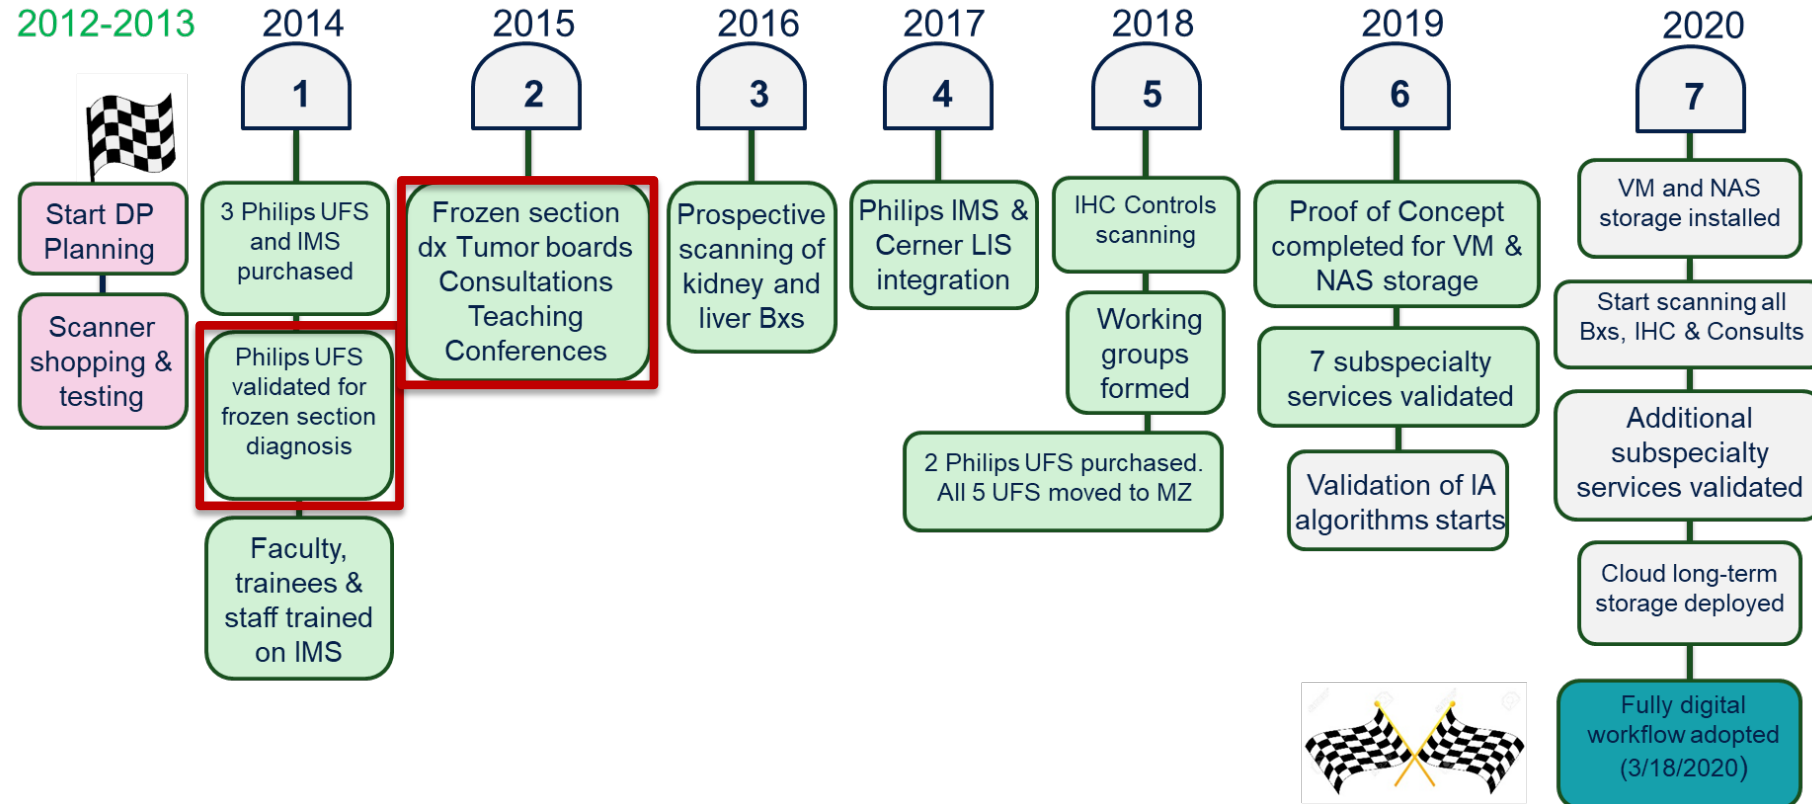 2012-2013
Start DP
Planning
Scanner
shopping &
testing
2014
1
3 Philips UFS
and IMS
purchased
Philips UFS
validated for
frozen section
diagnosis
Faculty,
trainees &
staff trained
on IMS
2015
2
Frozen section
dx Tumor boards
Consultations
Teaching
Conferences
2016
3
Prospective
scanning of
kidney and
liver Bxs
2017
4
Philips IMS &
Cerner LIS
integration
2018
5
IHC Controls
scanning
Working
groups
formed
2 Philips UFS purchased.
All 5 UFS moved to MZ
2019
6
Proof of Concept
completed for VM &
NAS storage
7 subspecialty
services validated
Validation of IA
algorithms starts
2020
7
VM and NAS
storage installed
Start scanning all
Bxs, IHC & Consults
Additional
subspecialty
services validated
Cloud long-term
storage deployed
Fully digital
workflow adopted
(3/18/2020)